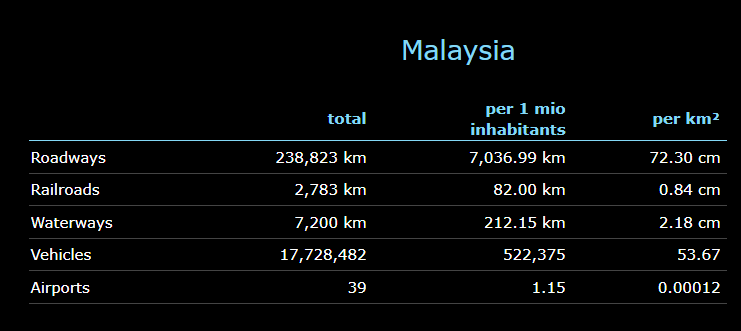 Malaysia
total per 1 mio inhabitants per km²
Roadways 238,823 km 7,036.99 km 72.30 cm
Railroads 2,783 km 82.00 km 0.84 cm
Waterways 7,200 km 212.15 km 2.18 cm
Vehicles 17,728,482 522,375 53.67
Airports 39 1.15 0.00012